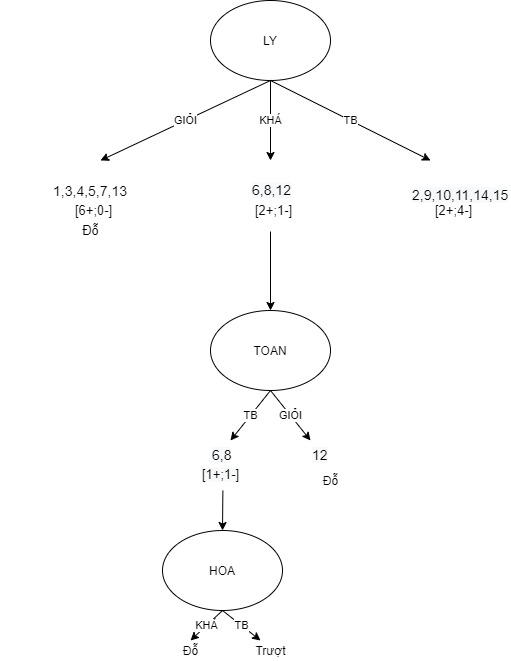 LY
GIỎI
KHÁ
TB
1,3,4,5,7,13
[6+;0-]
Đỗ
6,8,12
[2+;1-]
2,9,10,11,14,15
[2+;4-]
TOAN
TB
GIỎI
6,8
[1+;1-]
12
Đỗ
HOA
KHÁ
TB
Đỗ
Trượt